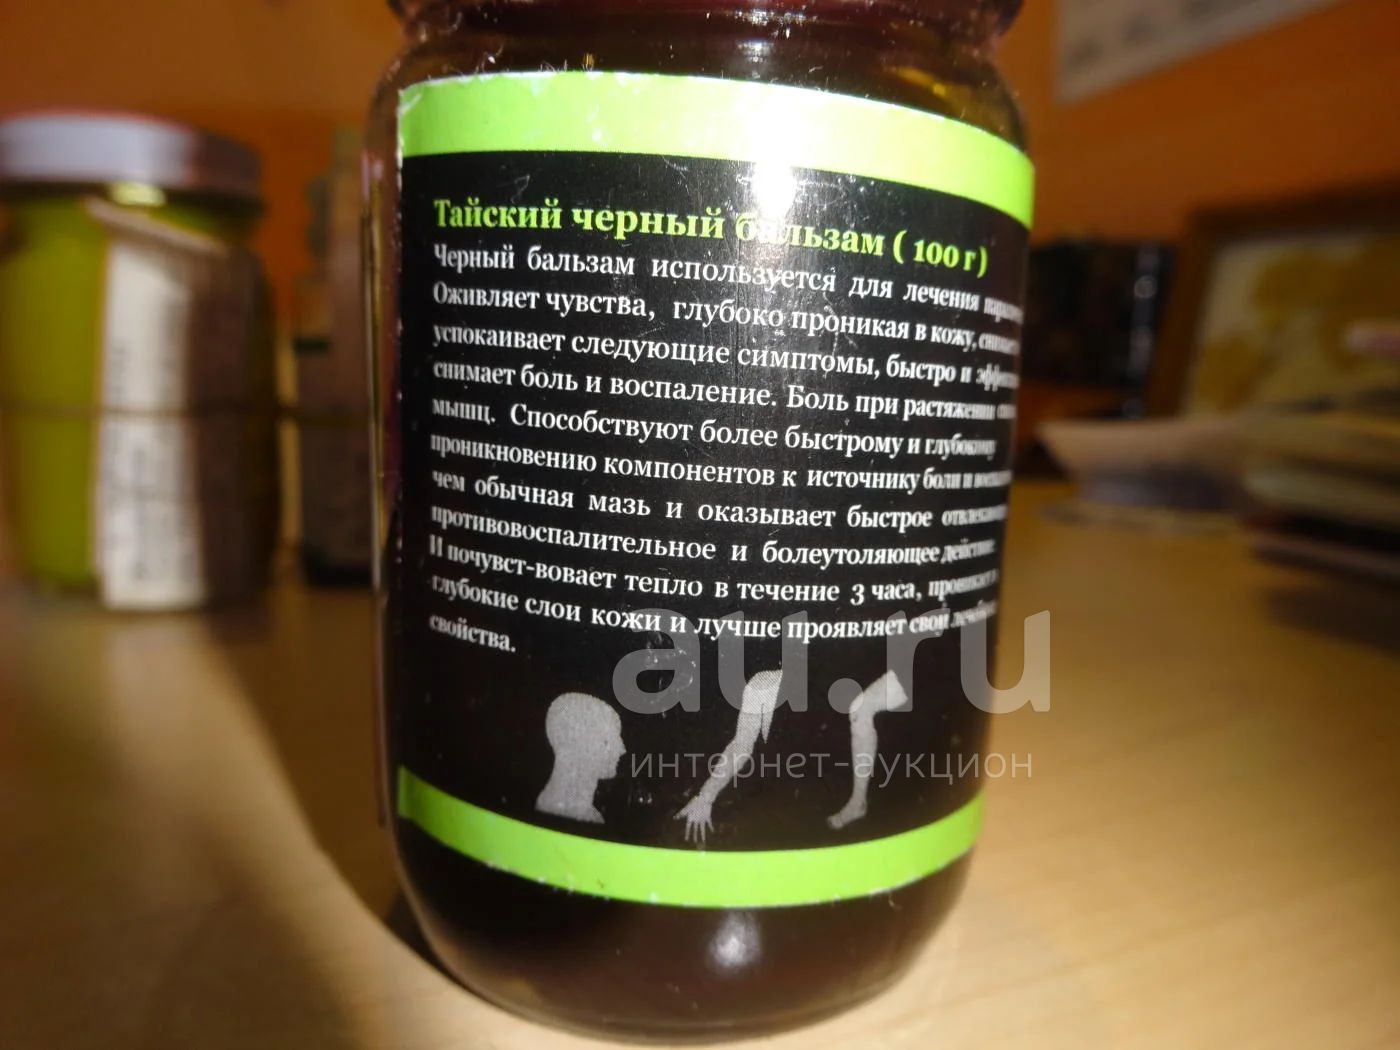 Тайский черный бальзам ( 100 г )
Черный бальзам используется для лечения
Оживляет чувства, глубоко проникая в кожу,
успокаивает следующие симптомы, быстро и
снимает боль и воспаление. Боль при растяжении
мышц. Способствуют более быстрому и глубокому
проникновению компонентов к источнику боли и
чем обычная мазь и оказывает быстрое
противовоспалительное и болеутоляющее действие.
И почувст-вовает тепло в течение 3 часа,
глубокие слои кожи и лучше проявляет свои
свойства.
au.ru
интернет-аукцион